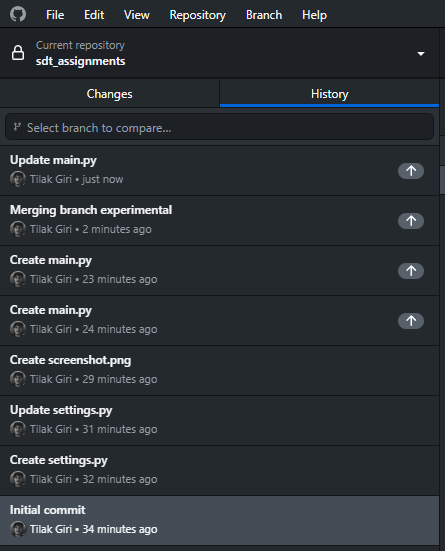 File Edit View Repository Branch Help
Current repository
sdt_assignments
Changes History
Select branch to compare...
Update main.py
Tilak Giri • just now
Merging branch experimental
Tilak Giri • 2 minutes ago
Create main.py
Tilak Giri • 23 minutes ago
Create main.py
Tilak Giri • 24 minutes ago
Create screenshot.png
Tilak Giri • 29 minutes ago
Update settings.py
Tilak Giri • 31 minutes ago
Create settings.py
Tilak Giri • 32 minutes ago
Initial commit
Tilak Giri • 34 minutes ago